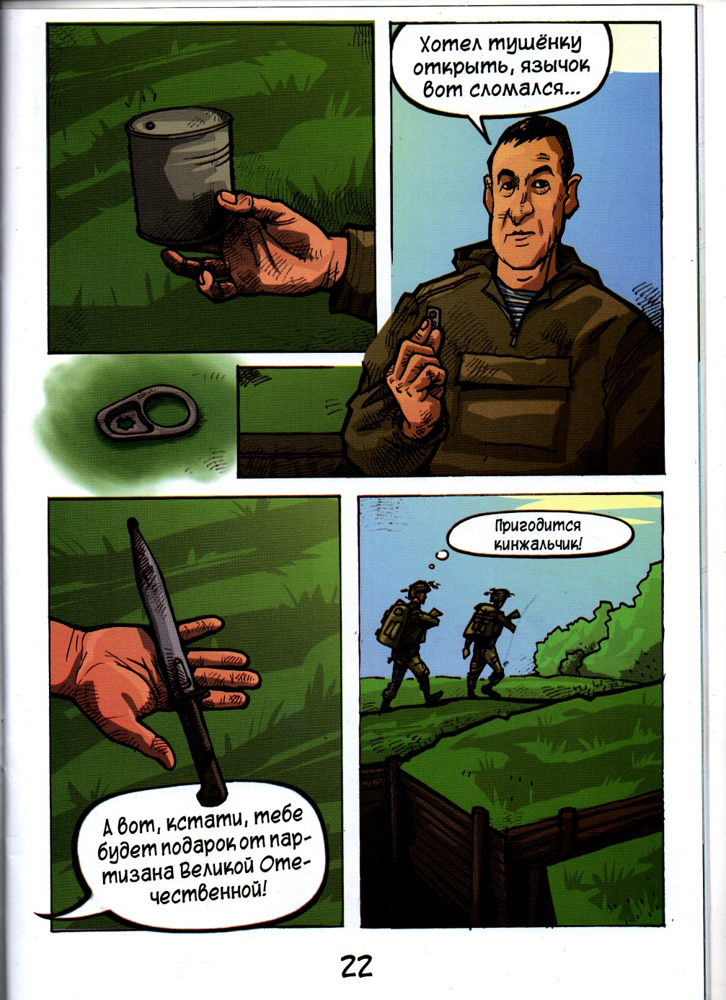 Хотел тушёнку
открыть, язычок
вот сломался...
А вот, кстати, тебе
будет подарок от пар-
тизана Великой Оте-
чественной!
Пригодится
кинжальчик!
22